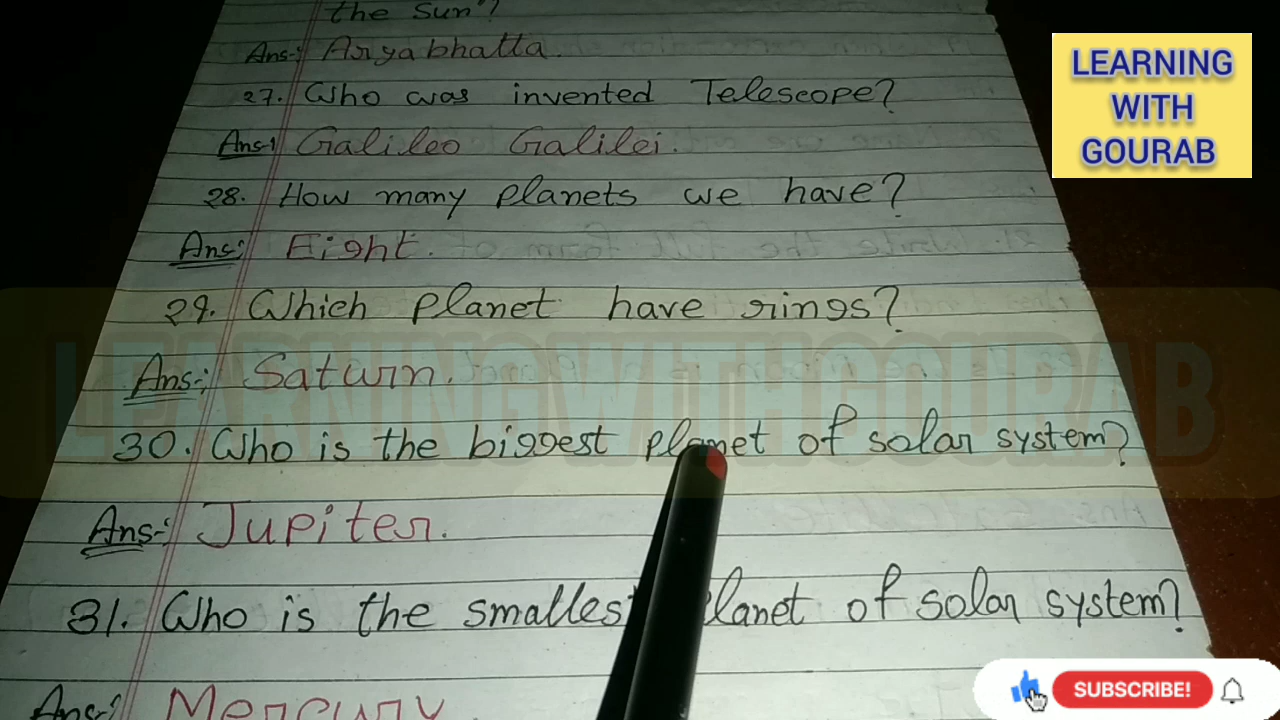 the Sun?
Ans:- Aryabhatta.
27. Who was invented Telescope?
Ans:- Galileo Galilei.
28. How many planets we have?
Ans:- Eight.
29. Which planet have rings?
Ans:- Saturn.
30. Who is the biggest planet of solar system?
Ans:- Jupiter.
31. Who is the smallest planet of solar system?
Ans:- Mercury.
LEARNING
WITH
GOURAB
LEARNINGWITHGOURAB
SUBSCRIBE!